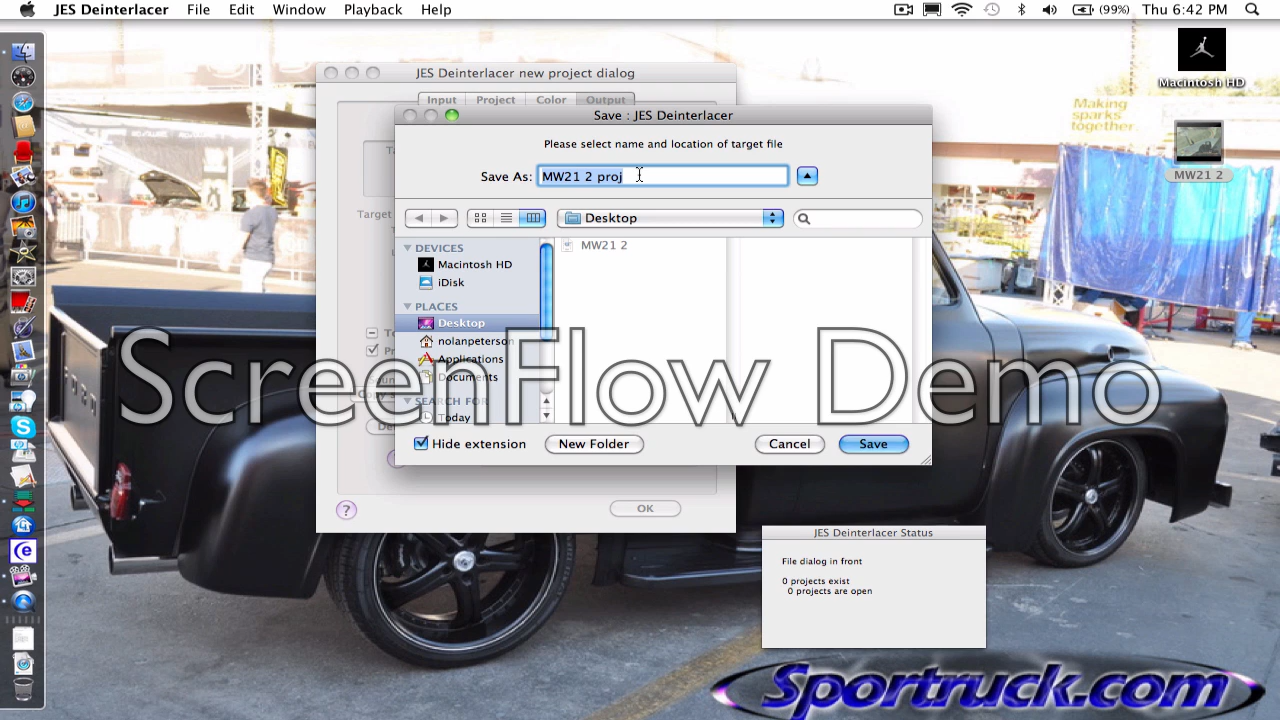 JES Deinterlacer File Edit Window Playback Help (99%) Thu 6:42 PM
Macintosh HD
Making
sparks
together.
MW21 2
JES Deinterlacer new project dialog
Input Project Color Output
Save : JES Deinterlacer
Please select name and location of target file
Save As: MW21 2 proj
Target
Desktop
DEVICES
Macintosh HD
iDisk
PLACES
Desktop
nolanpeterson
Applications
Documents
SEARCH FOR
Today
MW21 2
ScreenFlow Demo
Hide extension New Folder Cancel Save
? OK
JES Deinterlacer Status
File dialog in front
0 projects exist
0 projects are open
Sportruck.com